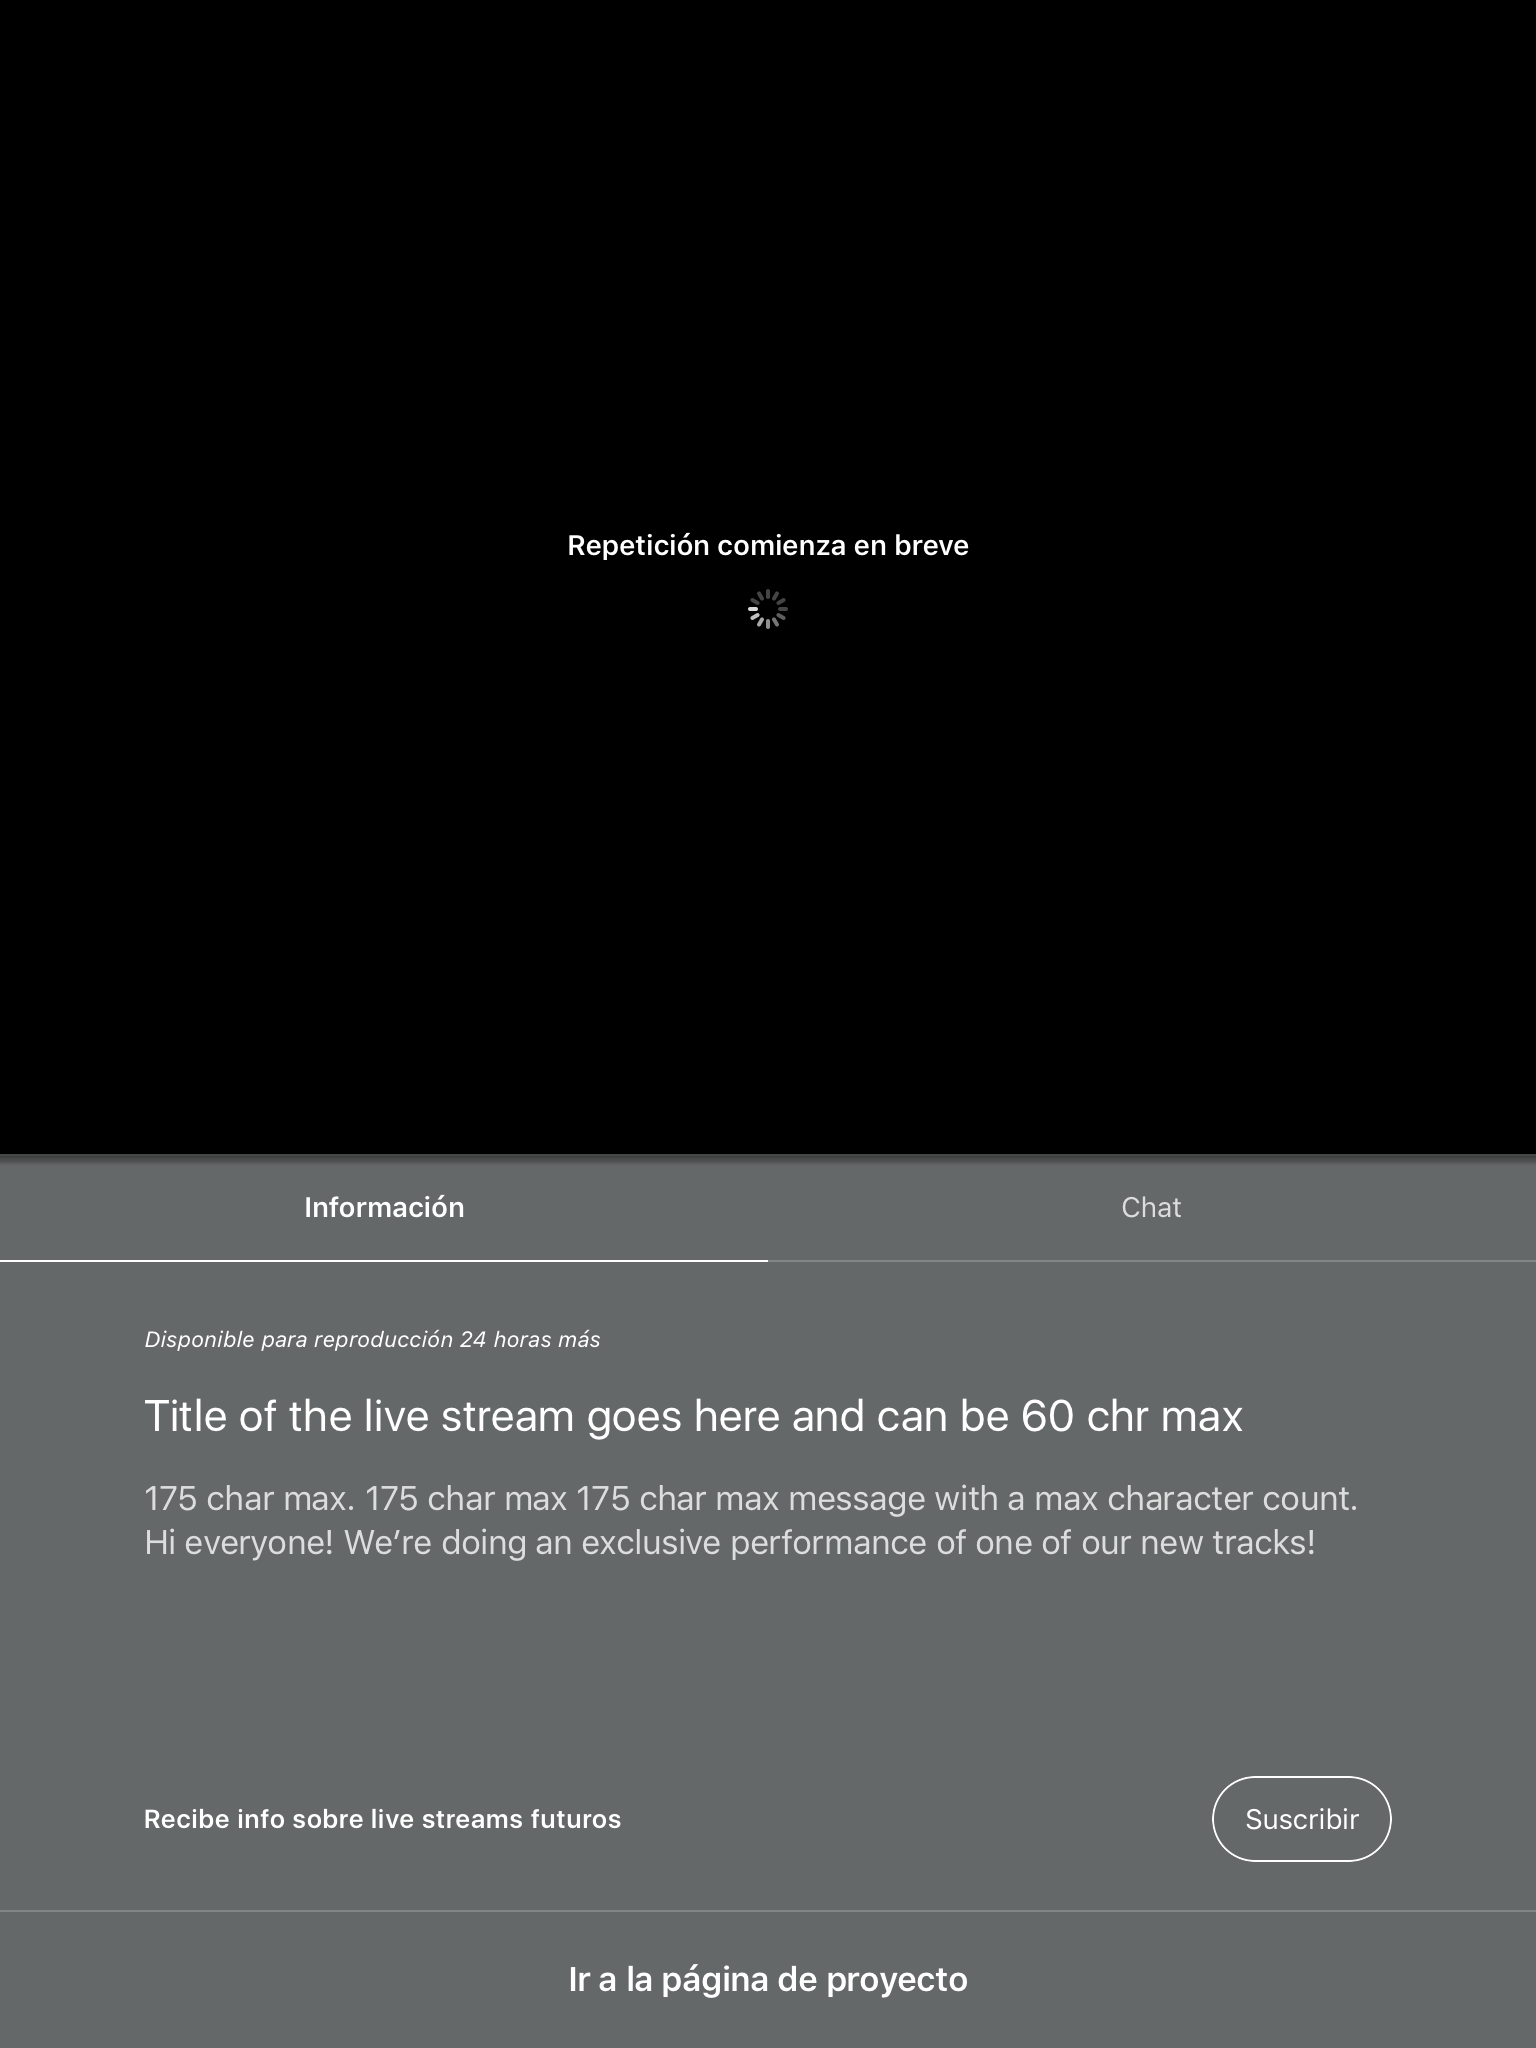 Repetición comienza en breve
Información
Chat
Disponible para reproducción 24 horas más
Title of the live stream goes here and can be 60 chr max
175 char max. 175 char max 175 char max message with a max character count.
Hi everyone! We’re doing an exclusive performance of one of our new tracks!
Recibe info sobre live streams futuros
Suscribir
Ir a la página de proyecto